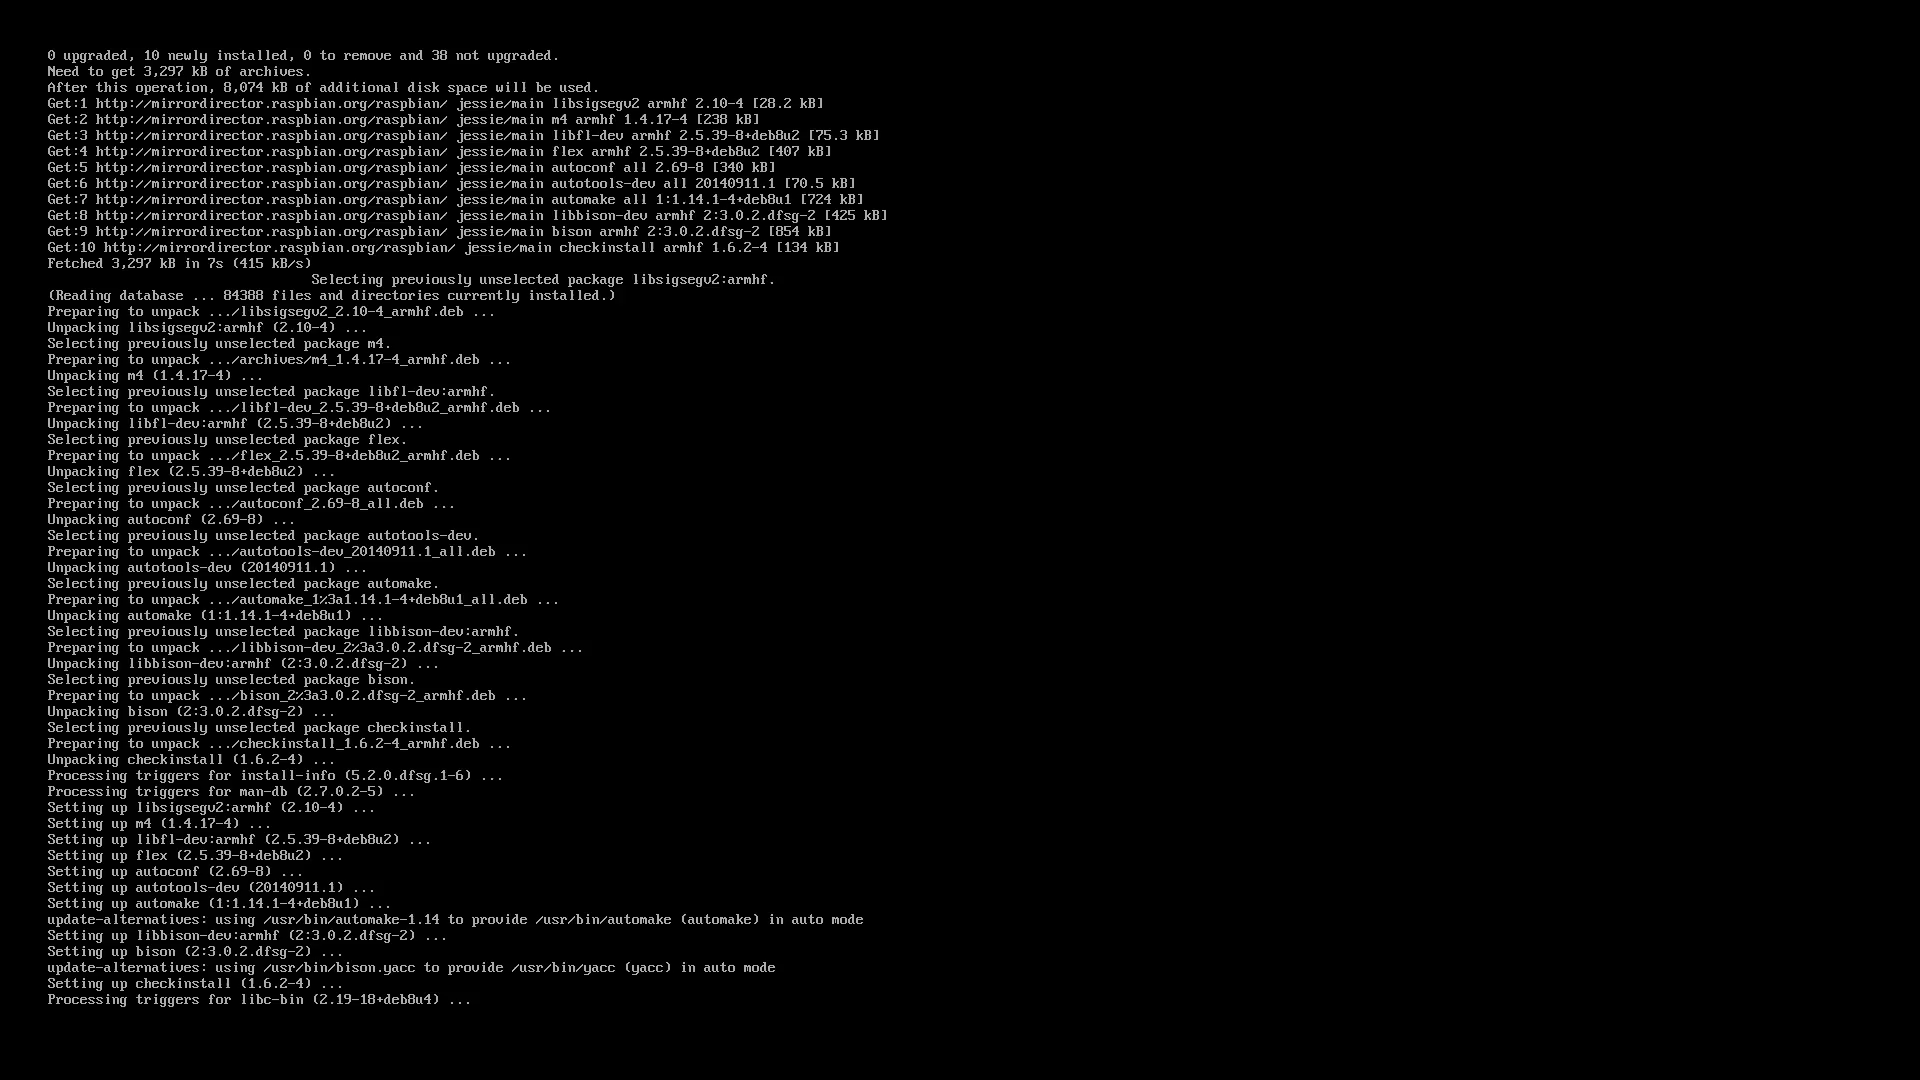 0 upgraded, 10 newly installed, 0 to remove and 38 not upgraded.
Need to get 3,297 kB of archives.
After this operation, 8,074 kB of additional disk space will be used.
Get:1 http://mirrordirector.raspbian.org/raspbian/ jessie/main libsigsegv2 armhf 2.10-4 [28.2 kB]
Get:2 http://mirrordirector.raspbian.org/raspbian/ jessie/main m4 armhf 1.4.17-4 [238 kB]
Get:3 http://mirrordirector.raspbian.org/raspbian/ jessie/main libfl-dev armhf 2.5.39-8+deb8u2 [75.3 kB]
Get:4 http://mirrordirector.raspbian.org/raspbian/ jessie/main flex armhf 2.5.39-8+deb8u2 [407 kB]
Get:5 http://mirrordirector.raspbian.org/raspbian/ jessie/main autoconf all 2.69-8 [340 kB]
Get:6 http://mirrordirector.raspbian.org/raspbian/ jessie/main autotools-dev all 20140911.1 [70.5 kB]
Get:7 http://mirrordirector.raspbian.org/raspbian/ jessie/main automake all 1:1.14.1-4+deb8u1 [724 kB]
Get:8 http://mirrordirector.raspbian.org/raspbian/ jessie/main libbison-dev armhf 2:3.0.2.dfsg-2 [425 kB]
Get:9 http://mirrordirector.raspbian.org/raspbian/ jessie/main bison armhf 2:3.0.2.dfsg-2 [854 kB]
Get:10 http://mirrordirector.raspbian.org/raspbian/ jessie/main checkinstall armhf 1.6.2-4 [134 kB]
Fetched 3,297 kB in 7s (415 kB/s)
Selecting previously unselected package libsigsegv2:armhf.
(Reading database ... 84388 files and directories currently installed.)
Preparing to unpack .../libsigsegv2_2.10-4_armhf.deb ...
Unpacking libsigsegv2:armhf (2.10-4) ...
Selecting previously unselected package m4.
Preparing to unpack .../archives/m4_1.4.17-4_armhf.deb ...
Unpacking m4 (1.4.17-4) ...
Selecting previously unselected package libfl-dev:armhf.
Preparing to unpack .../libfl-dev_2.5.39-8+deb8u2_armhf.deb ...
Unpacking libfl-dev:armhf (2.5.39-8+deb8u2) ...
Selecting previously unselected package flex.
Preparing to unpack .../flex_2.5.39-8+deb8u2_armhf.deb ...
Unpacking flex (2.5.39-8+deb8u2) ...
Selecting previously unselected package autoconf.
Preparing to unpack .../autoconf_2.69-8_all.deb ...
Unpacking autoconf (2.69-8) ...
Selecting previously unselected package autotools-dev.
Preparing to unpack .../autotools-dev_20140911.1_all.deb ...
Unpacking autotools-dev (20140911.1) ...
Selecting previously unselected package automake.
Preparing to unpack .../automake_1%3a1.14.1-4+deb8u1_all.deb ...
Unpacking automake (1:1.14.1-4+deb8u1) ...
Selecting previously unselected package libbison-dev:armhf.
Preparing to unpack .../libbison-dev_2%3a3.0.2.dfsg-2_armhf.deb ...
Unpacking libbison-dev:armhf (2:3.0.2.dfsg-2) ...
Selecting previously unselected package bison.
Preparing to unpack .../bison_2%3a3.0.2.dfsg-2_armhf.deb ...
Unpacking bison (2:3.0.2.dfsg-2) ...
Selecting previously unselected package checkinstall.
Preparing to unpack .../checkinstall_1.6.2-4_armhf.deb ...
Unpacking checkinstall (1.6.2-4) ...
Processing triggers for install-info (5.2.0.dfsg.1-6) ...
Processing triggers for man-db (2.7.0.2-5) ...
Setting up libsigsegv2:armhf (2.10-4) ...
Setting up m4 (1.4.17-4) ...
Setting up libfl-dev:armhf (2.5.39-8+deb8u2) ...
Setting up flex (2.5.39-8+deb8u2) ...
Setting up autoconf (2.69-8) ...
Setting up autotools-dev (20140911.1) ...
Setting up automake (1:1.14.1-4+deb8u1) ...
update-alternatives: using /usr/bin/automake-1.14 to provide /usr/bin/automake (automake) in auto mode
Setting up libbison-dev:armhf (2:3.0.2.dfsg-2) ...
Setting up bison (2:3.0.2.dfsg-2) ...
update-alternatives: using /usr/bin/bison.yacc to provide /usr/bin/yacc (yacc) in auto mode
Setting up checkinstall (1.6.2-4) ...
Processing triggers for libc-bin (2.19-18+deb8u4) ...